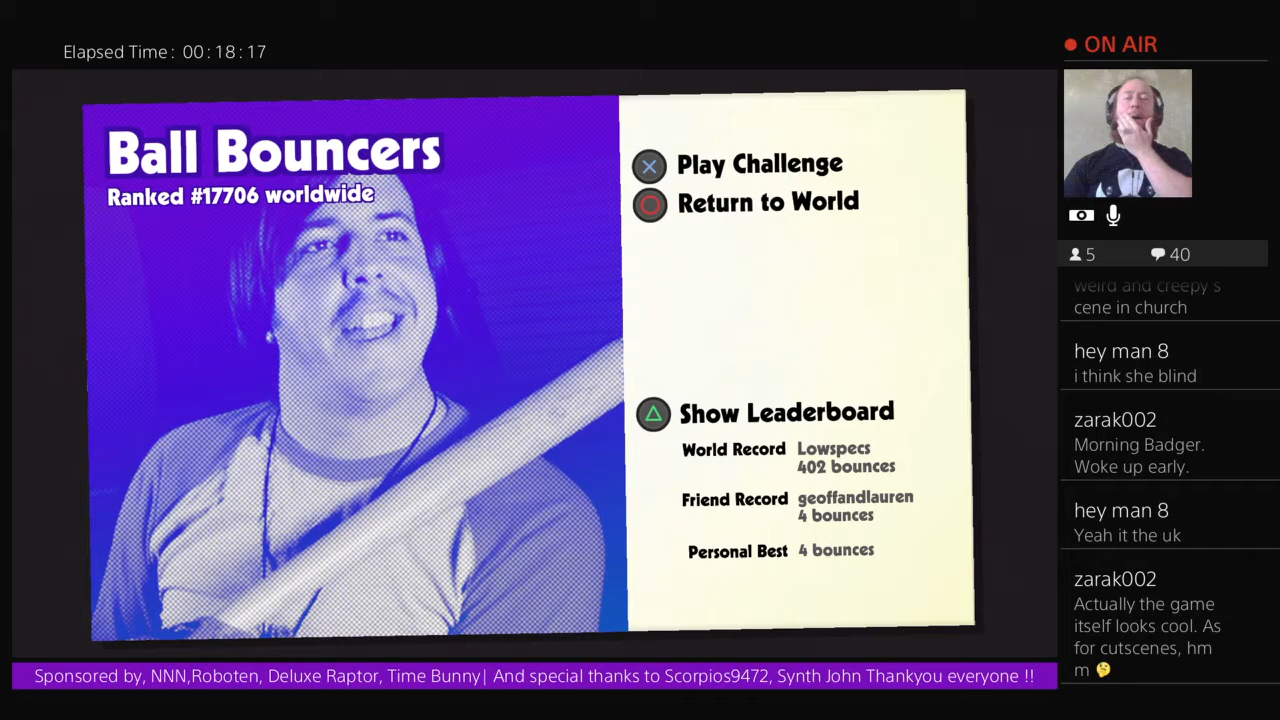 Elapsed Time: 00:18:17
ON AIR
Ball Bouncers
Ranked #17706 worldwide
Play Challenge
Return to World
Show Leaderboard
World Record Lowspecs
402 bounces
Friend Record geoffandlauren
4 bounces
Personal Best 4 bounces
5 40
weird and creepy s
cene in church
hey man 8
i think she blind
zarak002
Morning Badger.
Woke up early.
hey man 8
Yeah it the uk
zarak002
Actually the game
itself looks cool. As
for cutscenes, hm
m 🤔
Sponsored by, NNN,Roboten, Deluxe Raptor, Time Bunny| And special thanks to Scorpios9472, Synth John Thankyou everyone !!